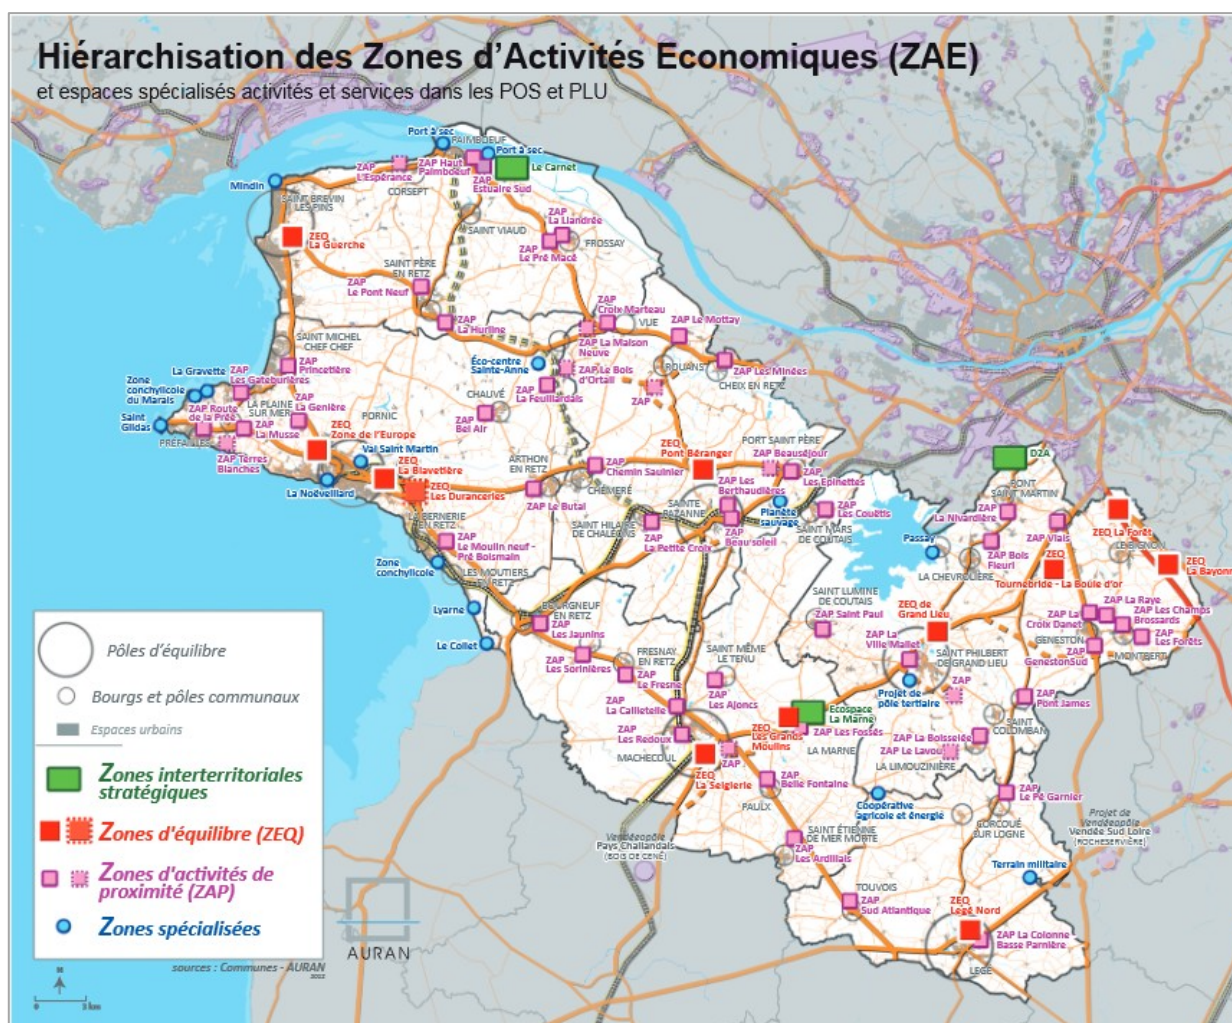 Hiérarchisation des Zones d'Activités Economiques (ZAE)
et espaces spécialisés activités et services dans les POS et PLU
Port à sec
PAIMBOEUF
Port à sec
ZAP
L'Espérance
ZAP Haut
Paimboeuf
Le Carnet
CORSEPT
ZAP
Estuaire Sud
Mindin
SAINT BREVIN
LES PINS
ZEQ
La Guerche
SAINT VIAUD
ZAP
La Liandrée
FROSSAY
ZAP
Le Pré Macé
SAINT PÈRE
EN RETZ
ZAP
Le Pont Neuf
ZAP
La Hurline
ZAP
Croix Marteau
VUE
ZAP Le Mottay
ZAP La Maison
Neuve
SAINT MICHEL
CHEF CHEF
ZAP
Princetière
Éco-centre
Sainte-Anne
ZAP Le Bois
d'Ortail
ROUANS
ZAP Les Minées
CHEIX EN RETZ
ZAP
La Gravette
ZAP
Les Gateburières
Zone
conchylicole
du Marais
CHAUVÉ
ZAP
La Feuillardais
ZAP
Bel Air
Saint
Gildas
ZAP Route
de la Prée
LA PLAINE
SUR MER
ZAP
La Genière
PORNIC
ZAP
La Musse
PRÉFAILLES
ZAP Terres
Blanches
ZEQ
Zone de l'Europe
Val Saint Martin
ZEQ
La Blavetière
La Noëveillard
ZEQ
Les Duranceries
LA BERNERIE
EN RETZ
ARTHON
EN RETZ
ZAP
Chemin Saulnier
CHÉMERÉ
ZAP Le Butai
ZEQ
Pont Béranger
PORT SAINT PÈRE
ZAP Beauséjour
ZAP
Les Epinettes
ZAP Les
Berthaudières
Planète
sauvage
ZAP
Les Couëtis
SAINT MARS
DE COUTAIS
SAINTE
PAZANNE
SAINT HILAIRE
DE CHALÉONS
ZAP
La Petite Croix
ZAP
Beau soleil
D2A
PONT
SAINT MARTIN
ZAP
La Nivardière
ZAP Viais
ZEQ La Forêt
LE BIGNON
ZEQ
La Bayonne
ZAP Bois
Fleuri
ZEQ
Tournebride - La Boule d'or
Passay
LA CHEVROLIÈRE
ZAP
Le Moulin neuf -
Pré Boismain
Zone
conchylicole
LES MOUTIERS
EN RETZ
Lyarne
BOURGNEUF
EN RETZ
ZAP
Les Jaunins
Le Collet
SAINT LUMINE
DE COUTAIS
ZAP Saint Paul
ZEQ de
Grand Lieu
ZAP La
Ville Mallet
SAINT PHILBERT
DE GRAND LIEU
Projet de
pôle tertiaire
ZAP
ZAP La
Croix Danet
ZAP La Raye
ZAP Les Champs
Brossards
ZAP
Les Forêts
GENESTON
ZAP
GenestonSud
MONTBERT
ZAP
Les Sorinières
FRESNAY
EN RETZ
ZAP
Le Fresne
SAINT MÊME
LE TENU
ZAP
Les Ajoncs
ZAP
La Cailletelle
ZAP
Les Redoux
MACHECOUL
ZEQ
Les Grands
Moulins
Ecospace
La Marne
ZAP Les Fossés
LA MARNE
ZAP
ZEQ
La Seiglerie
ZAP
Belle Fontaine
PAULX
ZAP
Pont James
SAINT
COLOMBAN
ZAP La Boisselée
ZAP Le Lavou
LA LIMOUZINIÈRE
Coopérative
agricole et énergie
ZAP
Le Pé Garnier
CORCOUÉ
SUR LOGNE
Projet de
Vendéopôle
Vendée Sud Loire
(ROCHESERVIÈRE)
Vendéeôpole
Pays Challandais
(BOIS DE CENÉ)
SAINT ÉTIENNE
DE MER MORTE
ZAP
Les Ardillais
Terrain militaire
TOUVOIS
ZAP
Sud Atlantique
ZEQ
Legé Nord
ZAP La Colonne
Basse Parnière
LEGÉ
Pôles d'équilibre
Bourgs et pôles communaux
Espaces urbains
Zones interterritoriales
stratégiques
Zones d'équilibre (ZEQ)
Zones d'activités de
proximité (ZAP)
Zones spécialisées
AURAN
sources : Communes - AURAN
2012
N
0 2 km